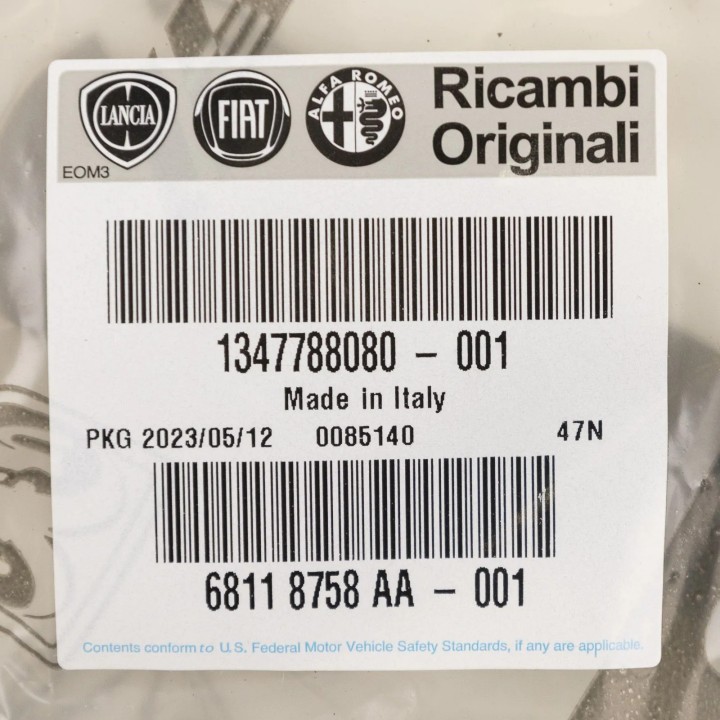 LANCIA FIAT ALFA ROMEO Ricambi
Originali
EOM3
1347788080 - 001
Made in Italy
PKG 2023/05/12 0085140 47N
6811 8758 AA - 001
Contents conform to U.S. Federal Motor Vehicle Safety Standards, if any are applicable.